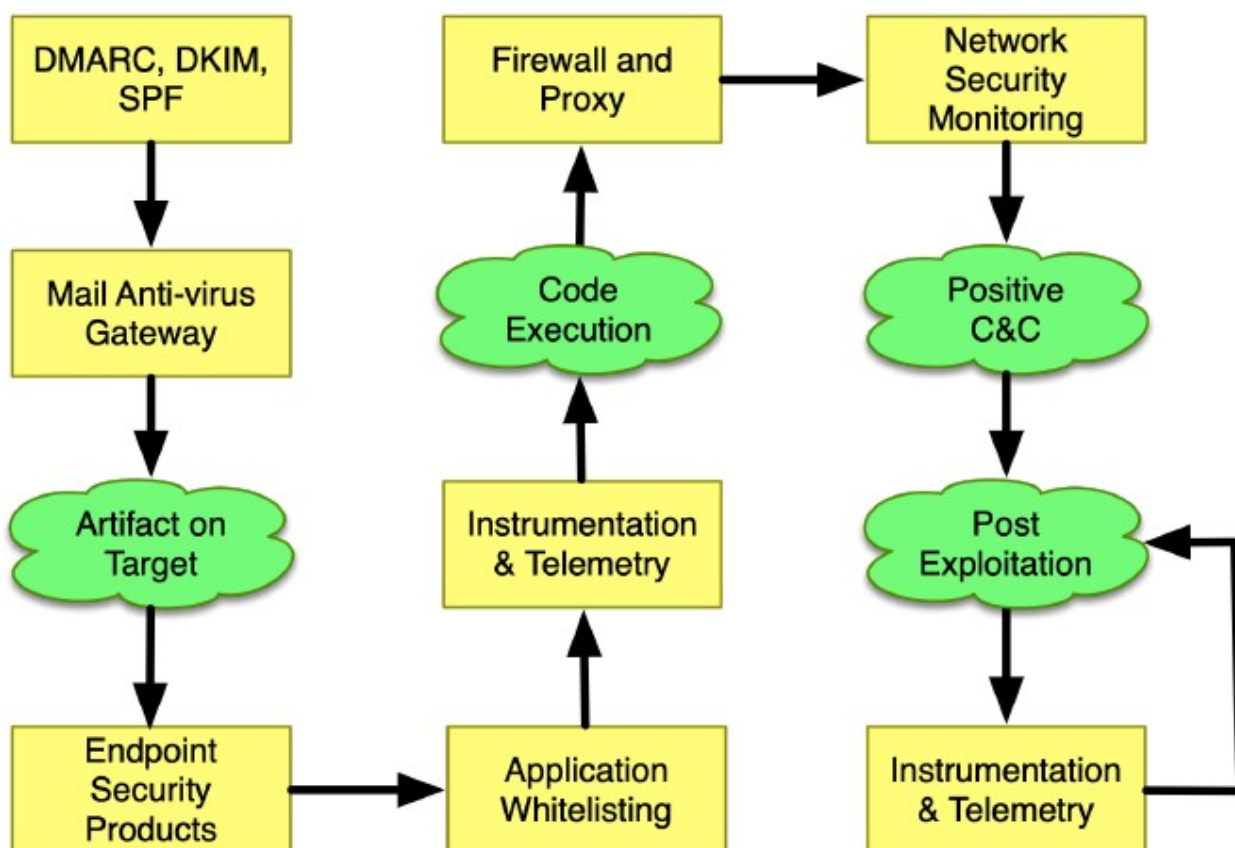 DMARC, DKIM,
SPF
Mail Anti-virus
Gateway
Artifact on
Target
Endpoint
Security
Products
Application
Whitelisting
Instrumentation
& Telemetry
Code
Execution
Firewall and
Proxy
Network
Security
Monitoring
Positive
C&C
Post
Exploitation
Instrumentation
& Telemetry